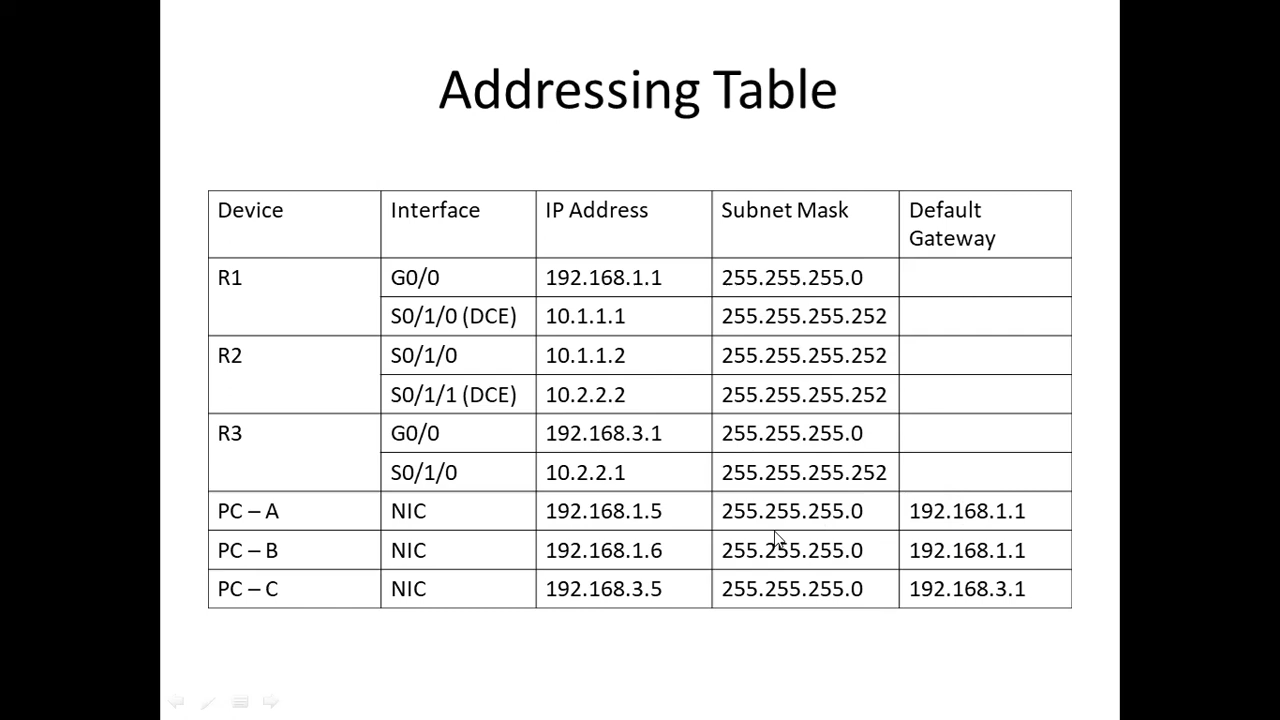 Addressing Table
Device Interface IP Address Subnet Mask Default Gateway
R1 G0/0 192.168.1.1 255.255.255.0
S0/1/0 (DCE) 10.1.1.1 255.255.255.252
R2 S0/1/0 10.1.1.2 255.255.255.252
S0/1/1 (DCE) 10.2.2.2 255.255.255.252
R3 G0/0 192.168.3.1 255.255.255.0
S0/1/0 10.2.2.1 255.255.255.252
PC – A NIC 192.168.1.5 255.255.255.0 192.168.1.1
PC – B NIC 192.168.1.6 255.255.255.0 192.168.1.1
PC – C NIC 192.168.3.5 255.255.255.0 192.168.3.1